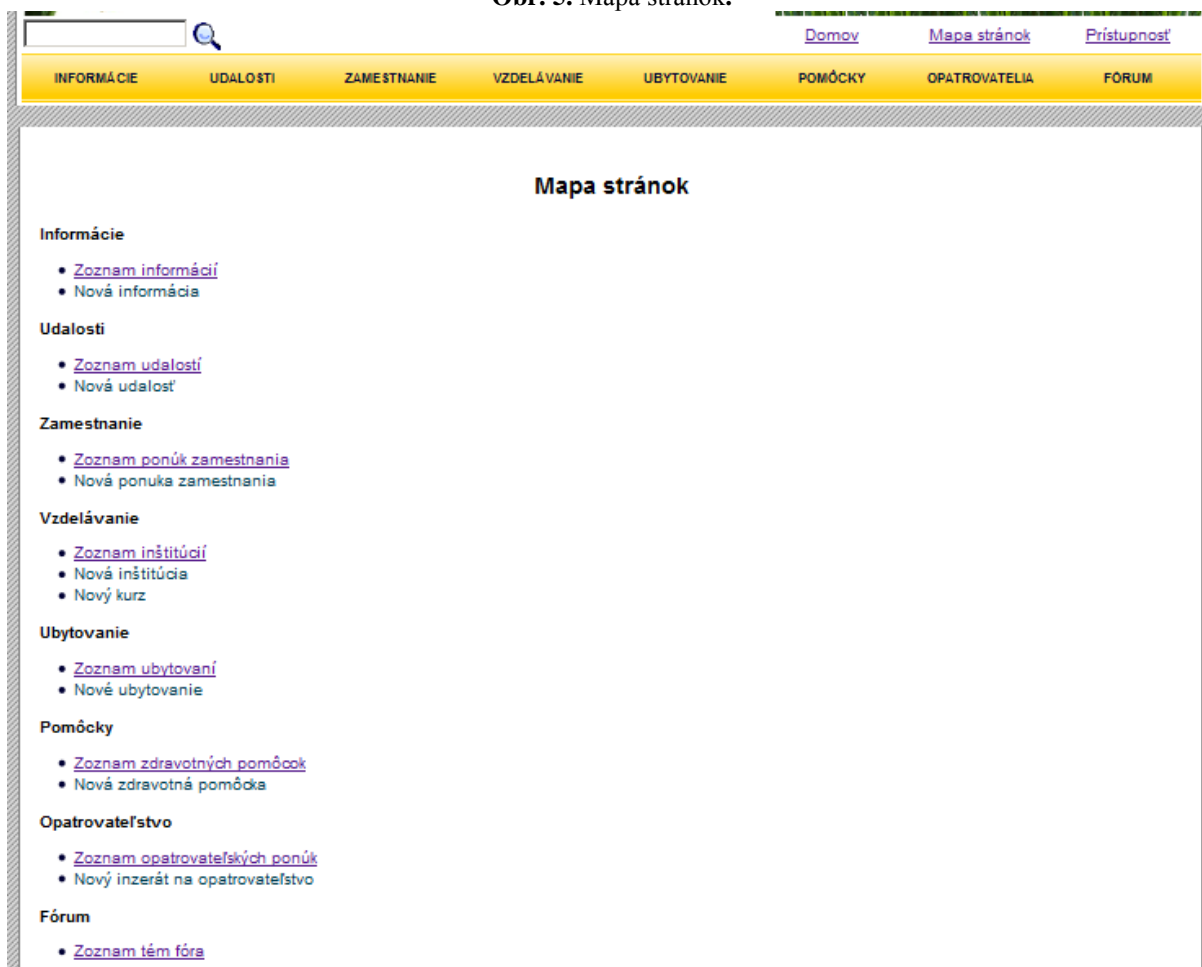 Obr. 5. Mapa stránok.
Domov Mapa stránok Prístupnosť
INFORMÁCIE UDALOSTI ZAMESTNANIE VZDELÁVANIE UBYTOVANIE POMÔCKY OPATROVATELIA FÓRUM
Mapa stránok
Informácie
Zoznam informácií
Nová informácia
Udalosti
Zoznam udalostí
Nová udalosť
Zamestnanie
Zoznam ponúk zamestnania
Nová ponuka zamestnania
Vzdelávanie
Zoznam inštitúcií
Nová inštitúcia
Nový kurz
Ubytovanie
Zoznam ubytovaní
Nové ubytovanie
Pomôcky
Zoznam zdravotných pomôcok
Nová zdravotná pomôcka
Opatrovateľstvo
Zoznam opatrovateľských ponúk
Nový inzerát na opatrovateľstvo
Fórum
Zoznam tém fóra